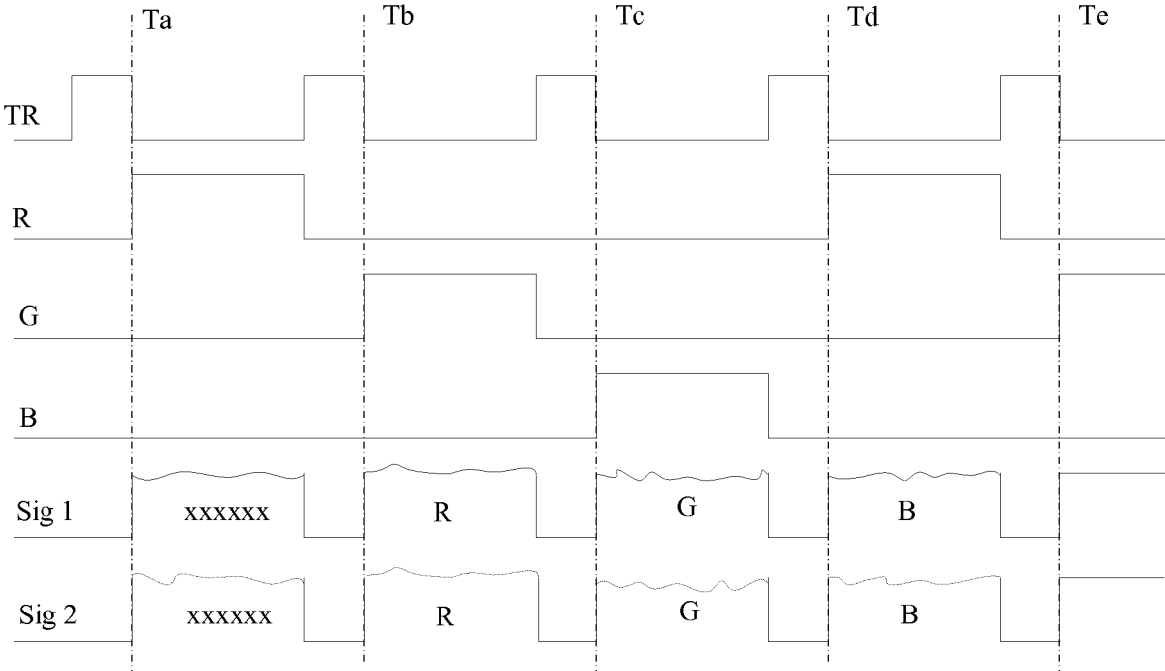 Ta Tb Tc Td Te
TR
R
G
B
Sig 1 xxxxxx R G B
Sig 2 xxxxxx R G B